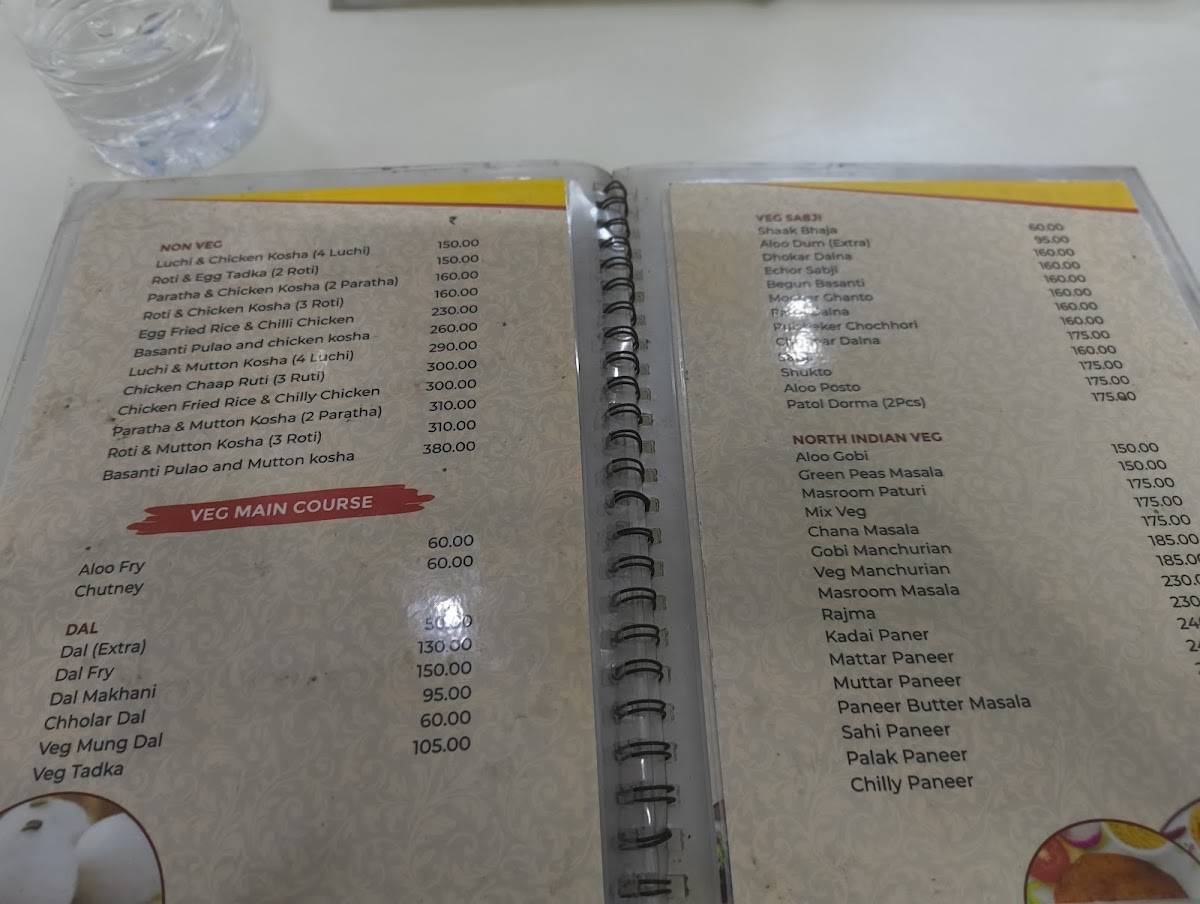 ₹
NON VEG
Luchi & Chicken Kosha (4 Luchi) 150.00
Roti & Egg Tadka (2 Roti) 150.00
Paratha & Chicken Kosha (2 Paratha) 160.00
Roti & Chicken Kosha (3 Roti) 160.00
Egg Fried Rice & Chilli Chicken 230.00
Basanti Pulao and chicken kosha 260.00
Luchi & Mutton Kosha (4 Luchi) 290.00
Chicken Chaap Ruti (3 Ruti) 300.00
Chicken Fried Rice & Chilly Chicken 300.00
Paratha & Mutton Kosha (2 Paratha) 310.00
Roti & Mutton Kosha (3 Roti) 310.00
Basanti Pulao and Mutton kosha 380.00
VEG MAIN COURSE
Aloo Fry 60.00
Chutney 60.00
DAL
Dal (Extra)
Dal Fry 130.00
Dal Makhani 150.00
Chholar Dal 95.00
Veg Mung Dal 60.00
Veg Tadka 105.00
VEG SABJI
Shaak Bhaja 60.00
Aloo Dum (Extra) 95.00
Dhokar Dalna 160.00
Echor Sabji 160.00
Begun Basanti 160.00
Ghanto 160.00
Dalna 160.00
Chochhori 160.00
Dalna 175.00
160.00
Shukto 175.00
Aloo Posto 175.00
Patol Dorma (2Pcs) 175.00
NORTH INDIAN VEG
Aloo Gobi 150.00
Green Peas Masala 150.00
Masroom Paturi 175.00
Mix Veg 175.00
Chana Masala 175.00
Gobi Manchurian 185.00
Veg Manchurian 185.0
Masroom Masala 230.
Rajma 230
Kadai Paner
Mattar Paneer
Muttar Paneer
Paneer Butter Masala
Sahi Paneer
Palak Paneer
Chilly Paneer